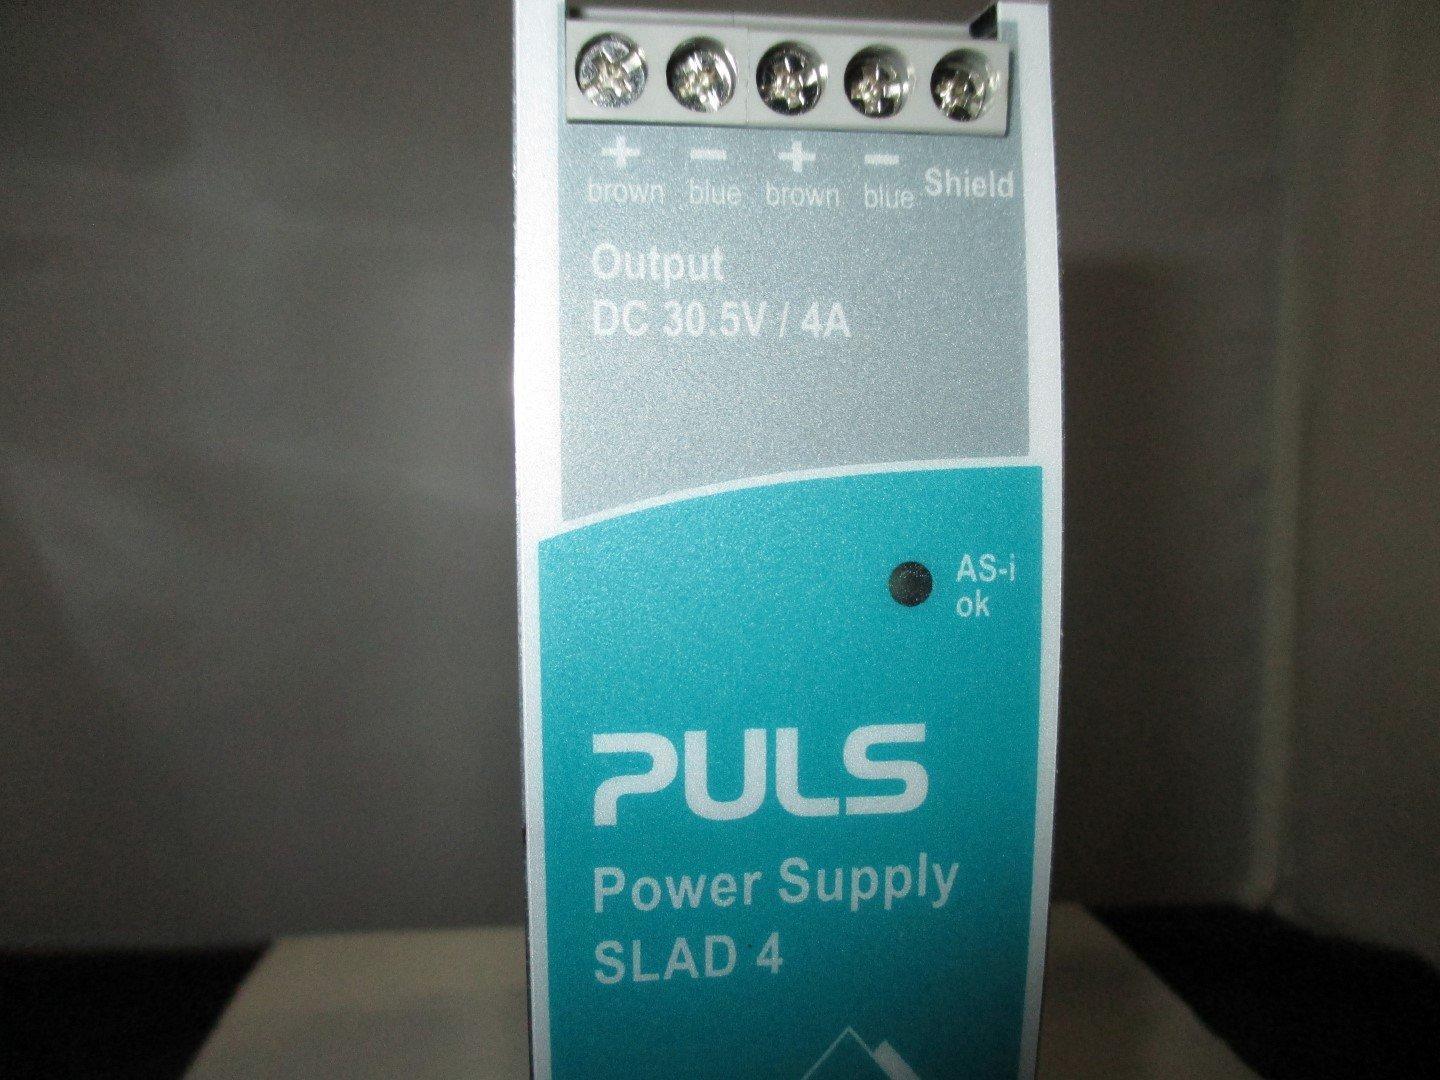 + − + −
brown blue brown blue Shield
Output
DC 30.5V / 4A
AS-i
ok
PULS
Power Supply
SLAD 4